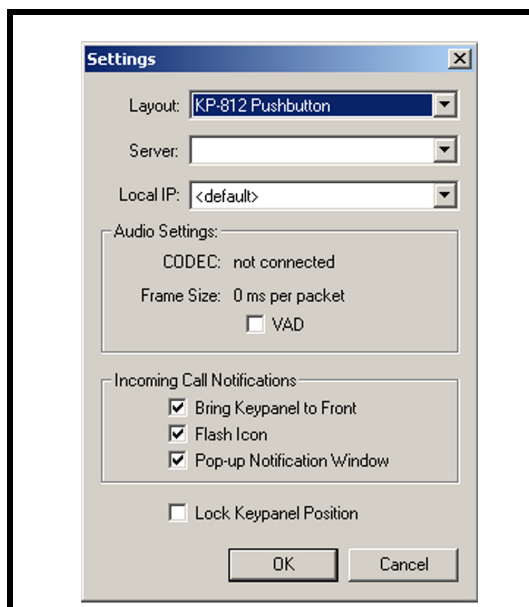 Settings
Layout: KP-812 Pushbutton
Server:
Local IP: <default>
Audio Settings:
CODEC: not connected
Frame Size: 0 ms per packet
VAD
Incoming Call Notifications
Bring Keypanel to Front
Flash Icon
Pop-up Notification Window
Lock Keypanel Position
OK Cancel